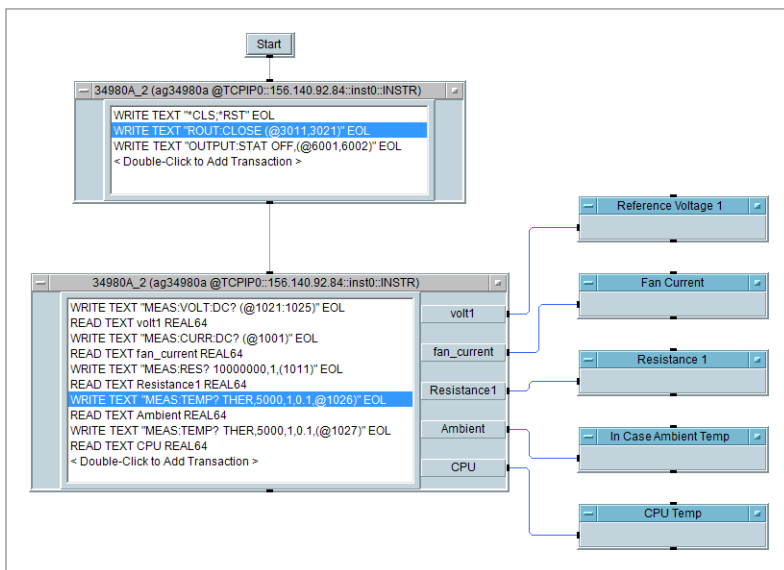 Start
34980A_2 (ag34980a @TCPIP0::156.140.92.84::inst0::INSTR)
WRITE TEXT "*CLS;*RST" EOL
WRITE TEXT "ROUT:CLOSE (@3011,3021)" EOL
WRITE TEXT "OUTPUT:STAT OFF,(@6001,6002)" EOL
< Double-Click to Add Transaction >
34980A_2 (ag34980a @TCPIP0::156.140.92.84::inst0::INSTR)
WRITE TEXT "MEAS:VOLT:DC? (@1021:1025)" EOL
READ TEXT volt1 REAL64
WRITE TEXT "MEAS:CURR:DC? (@1001)" EOL
READ TEXT fan_current REAL64
WRITE TEXT "MEAS:RES? 10000000,1,(1011)" EOL
READ TEXT Resistance1 REAL64
WRITE TEXT "MEAS:TEMP? THER,5000,1,0.1,@1026)" EOL
READ TEXT Ambient REAL64
WRITE TEXT "MEAS:TEMP? THER,5000,1,0.1,(@1027)" EOL
READ TEXT CPU REAL64
< Double-Click to Add Transaction >
volt1
fan_current
Resistance1
Ambient
CPU
Reference Voltage 1
Fan Current
Resistance 1
In Case Ambient Temp
CPU Temp